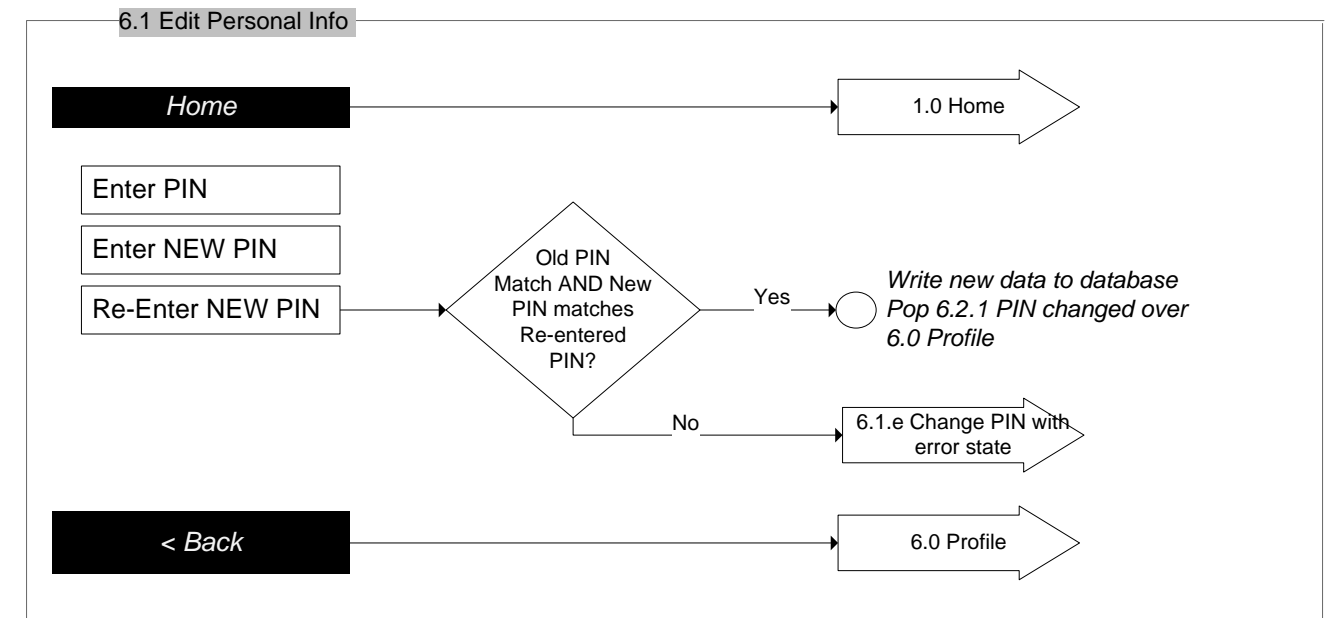 6.1 Edit Personal Info
Home
1.0 Home
Enter PIN
Enter NEW PIN
Re-Enter NEW PIN
Old PIN
Match AND New
PIN matches
Re-entered
PIN?
Yes
Write new data to database
Pop 6.2.1 PIN changed over
6.0 Profile
No
6.1.e Change PIN with
error state
< Back
6.0 Profile